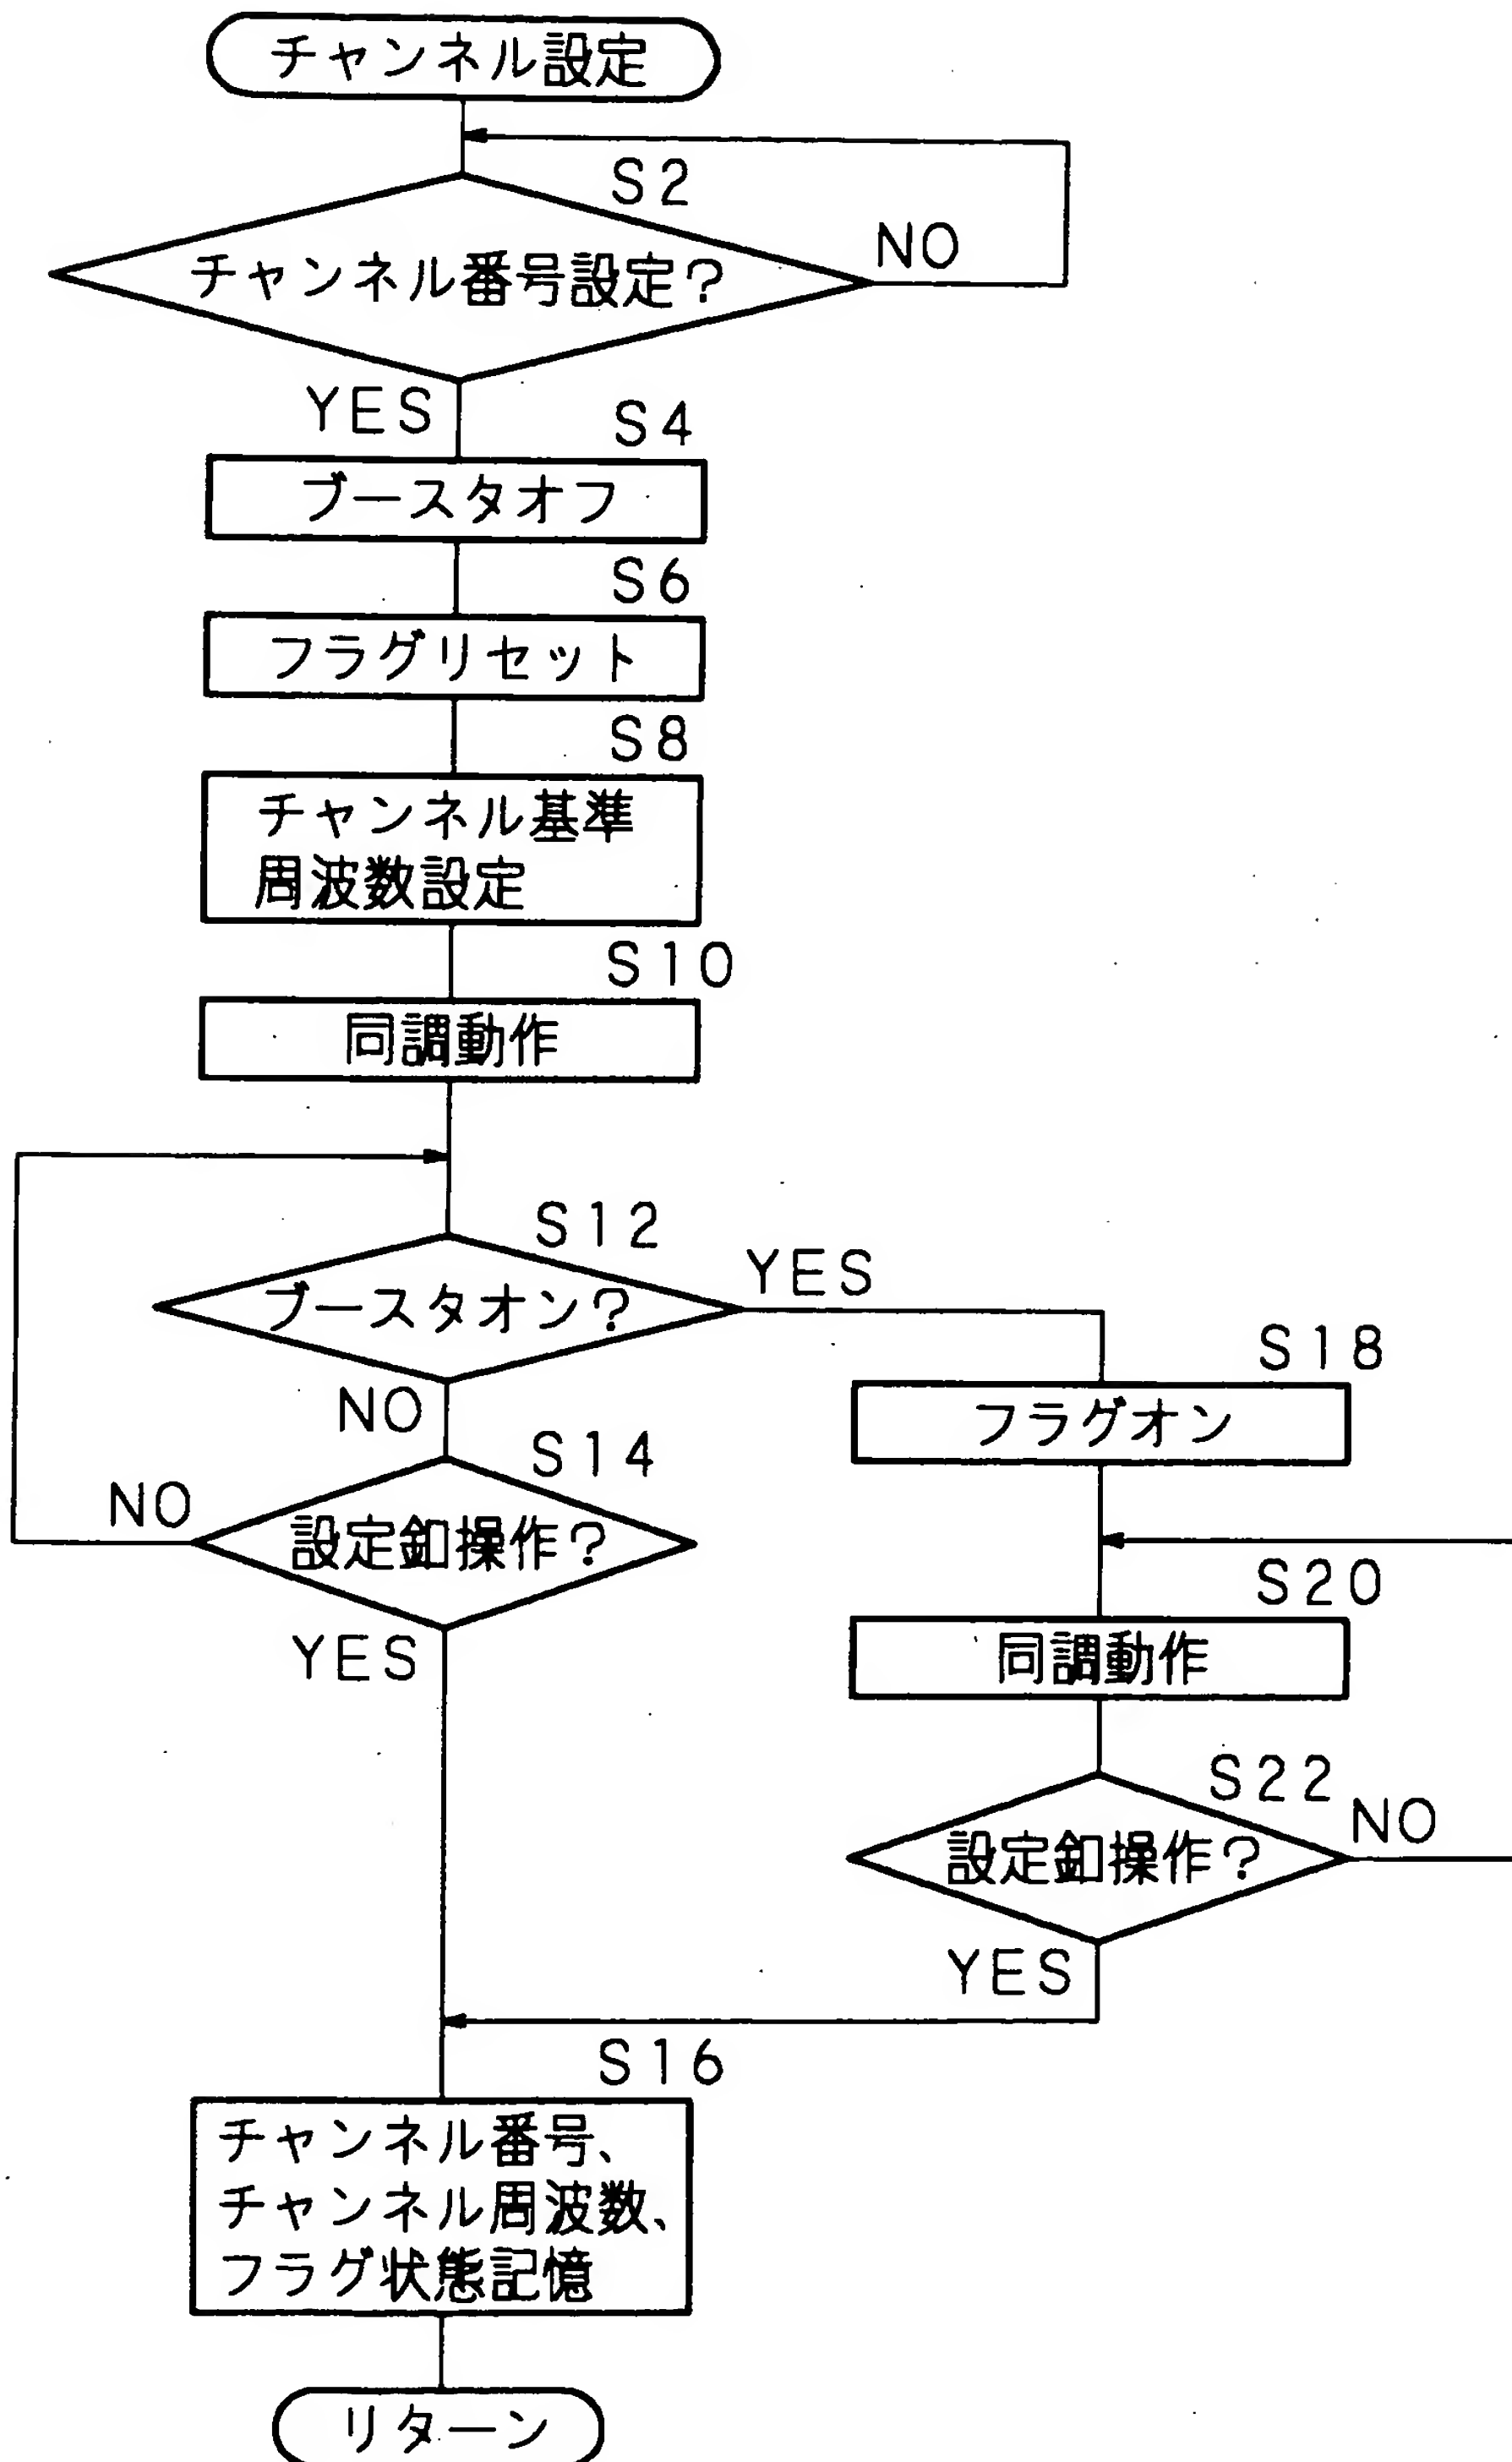 チャンネル設定
S2
チャンネル番号設定?
NO
YES
S4
ブースタオフ
S6
フラグリセット
S8
チャンネル基準
周波数設定
S10
同調動作
S12
ブースタオン?
YES
NO
S18
フラグオン
S14
設定釦操作?
NO
YES
S20
同調動作
S22
設定釦操作?
NO
YES
S16
チャンネル番号、
チャンネル周波数、
フラグ状態記憶
リターン